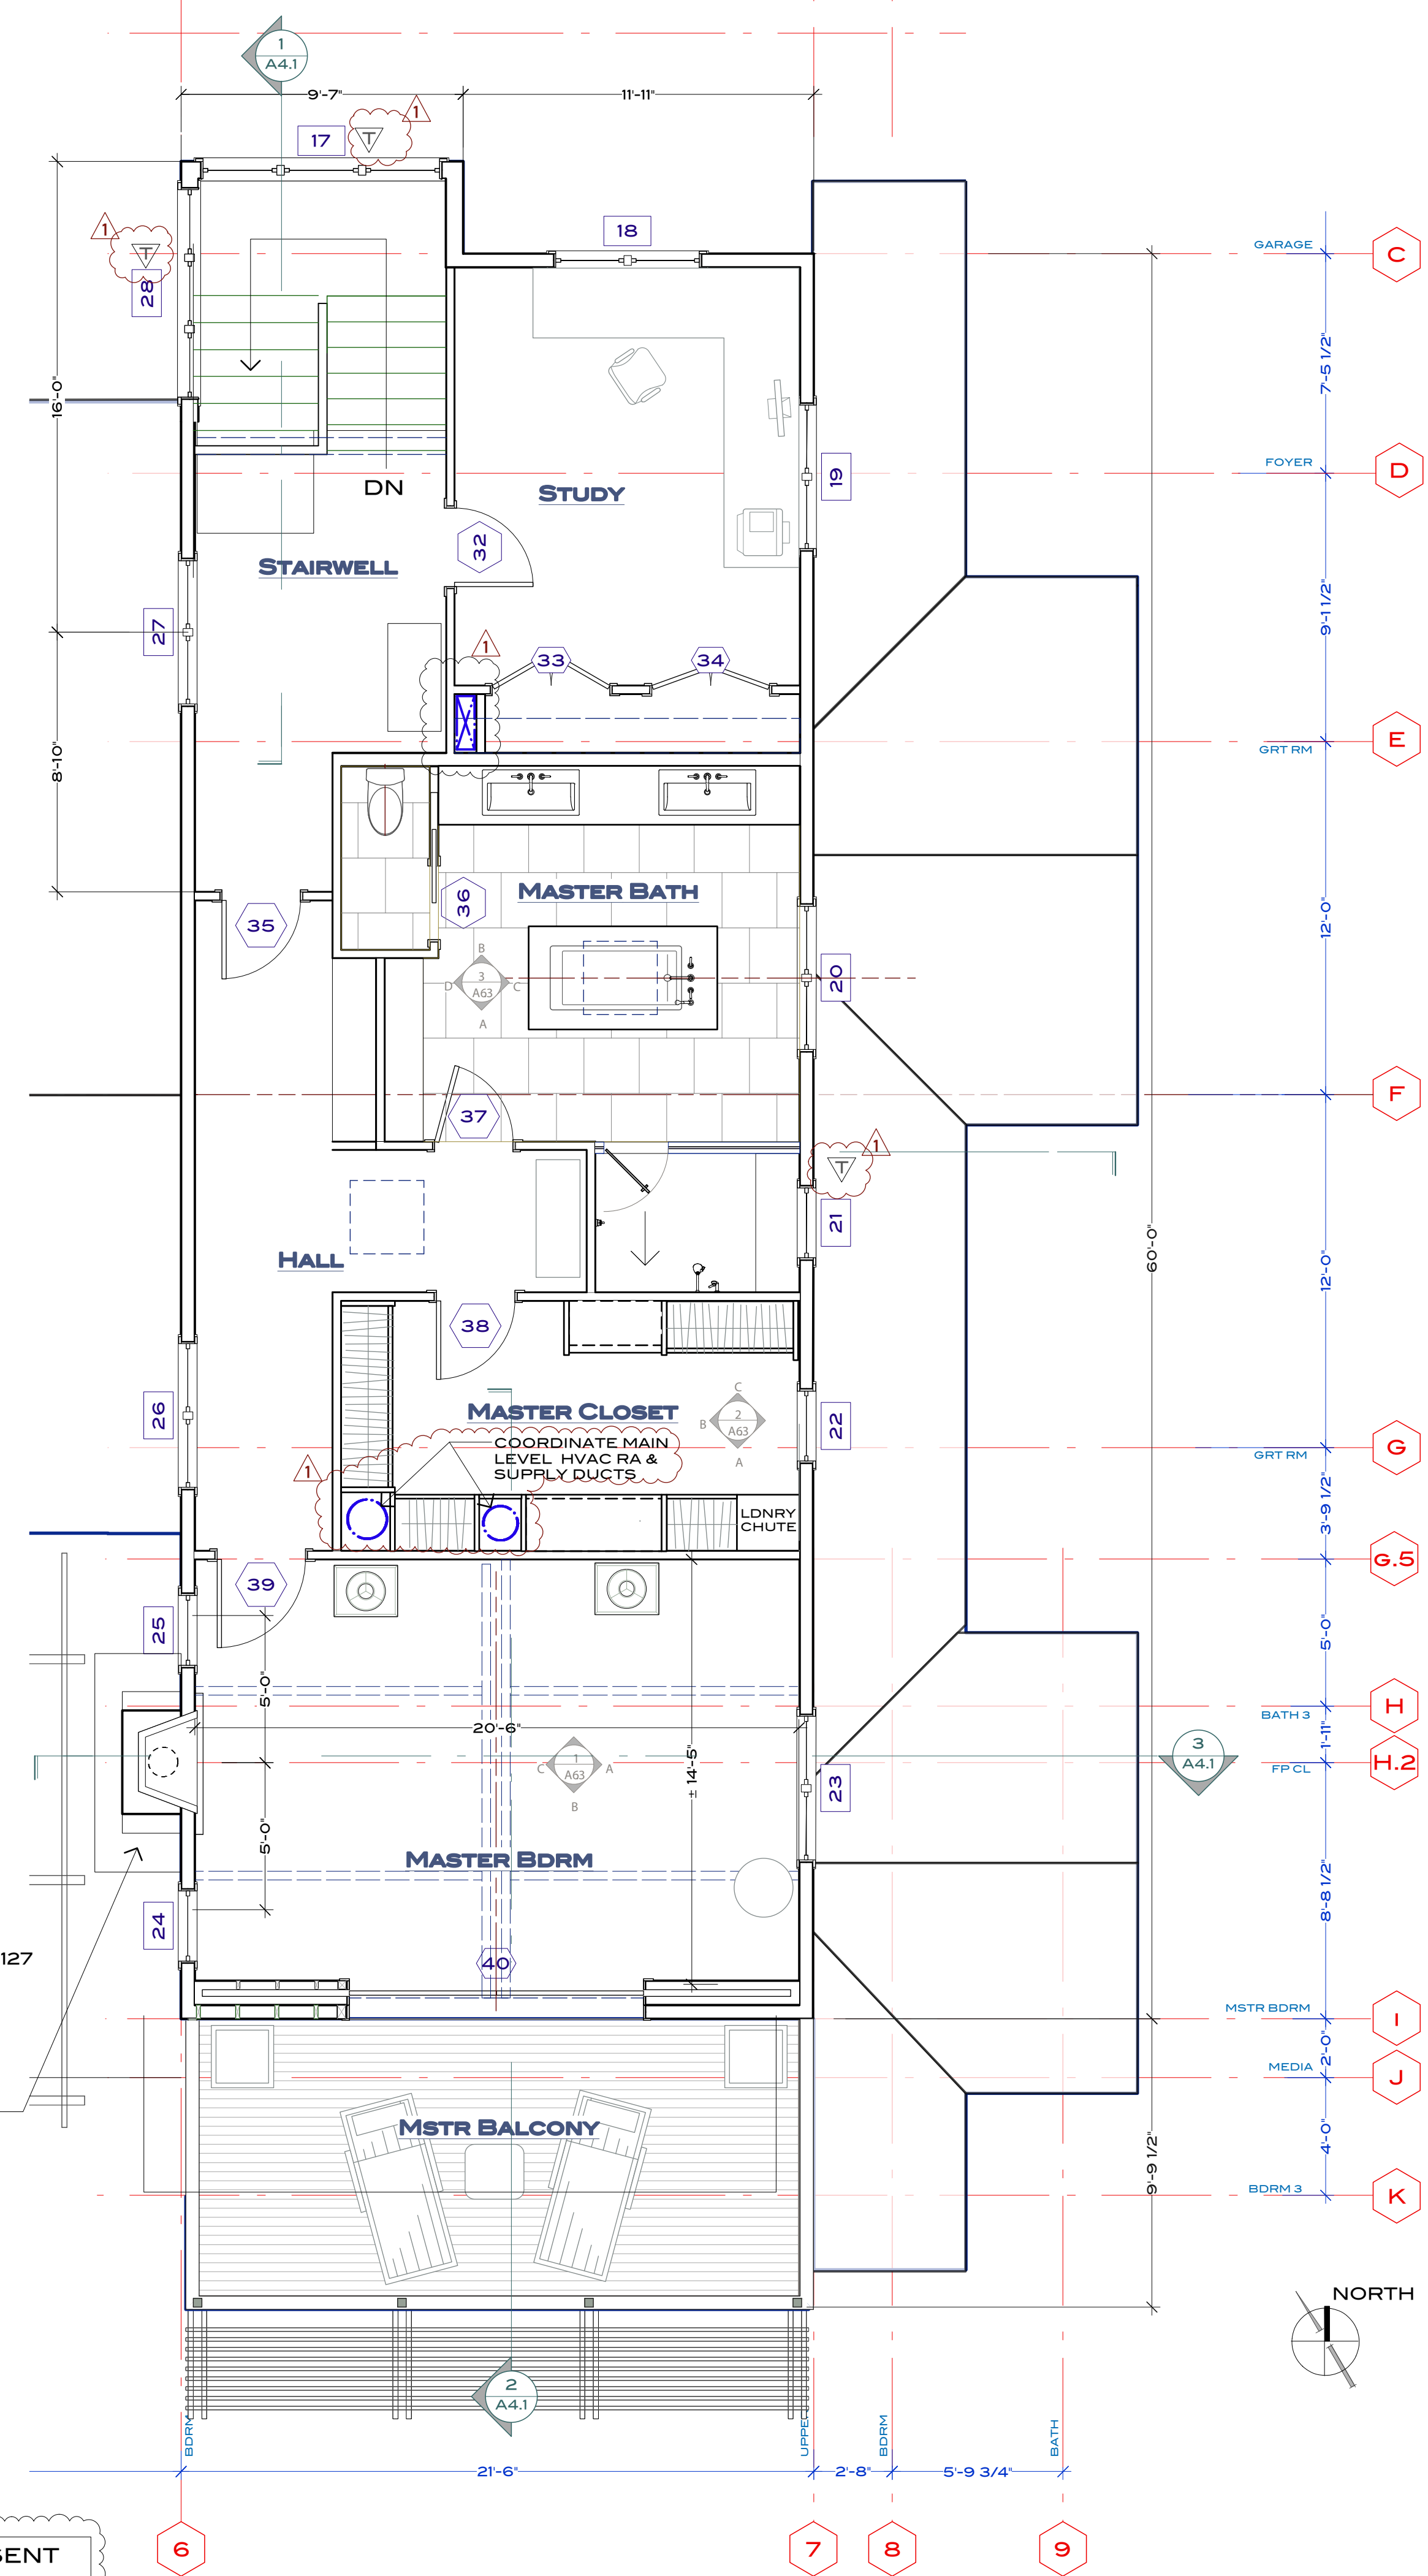 1
A4.1
9'-7"
11'-11"
1
17
T
18
1
T
28
GARAGE
C
7'-5 1/2"
16'-0"
FOYER
D
DN
STUDY
19
32
STAIRWELL
9'-1 1/2"
27
1
33
34
8'-10"
GRT RM
E
MASTER BATH
36
35
12'-0"
B
3
A63
D
C
A
20
37
F
1
T
21
60'-0"
HALL
12'-0"
38
C
2
A63
B
A
MASTER CLOSET
22
26
COORDINATE MAIN
LEVEL HVAC RA &
SUPPLY DUCTS
1
GRT RM
G
3'-9 1/2"
LDNRY
CHUTE
G.5
39
25
5'-0"
5'-0"
H
BATH 3
20'-6"
1'-11"
3
A4.1
1
A63
C
A
B
± 14'-5"
FP CL
H.2
23
5'-0"
MASTER BDRM
8'-8 1/2"
24
127
40
MSTR BDRM
I
2'-0"
MEDIA
J
MSTR BALCONY
4'-0"
9'-9 1/2"
BDRM 3
K
NORTH
2
A4.1
BDRM
UPPE
BDRM
BATH
21'-6"
2'-8"
5'-9 3/4"
6
7
8
9
SENT